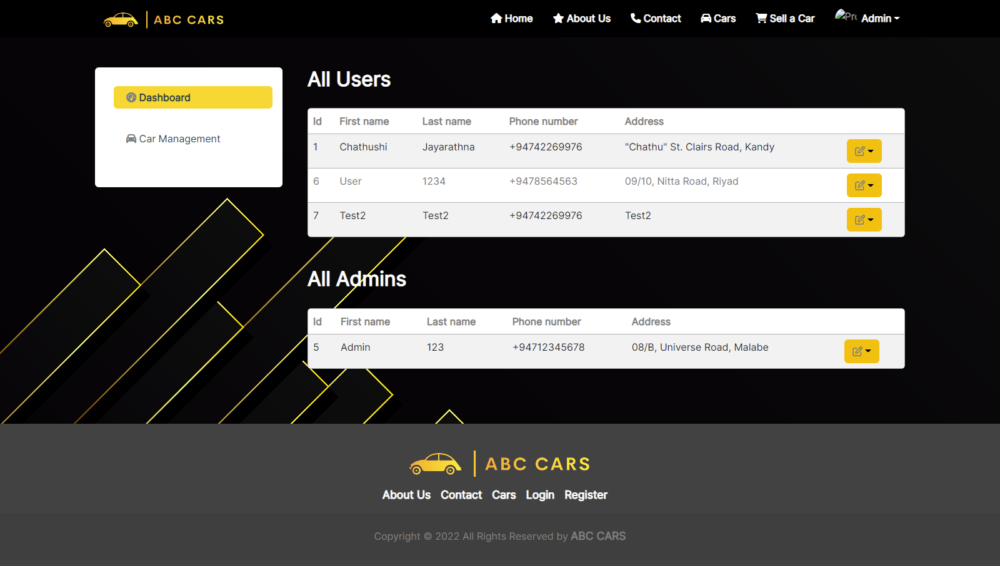 ABC CARS
Home About Us Contact Cars Sell a Car Pr Admin
Dashboard
Car Management
All Users
Id First name Last name Phone number Address
1 Chathushi Jayarathna +94742269976 "Chathu" St. Clairs Road, Kandy
6 User 1234 +9478564563 09/10, Nitta Road, Riyad
7 Test2 Test2 +94742269976 Test2
All Admins
Id First name Last name Phone number Address
5 Admin 123 +94712345678 08/B, Universe Road, Malabe
ABC CARS
About Us Contact Cars Login Register
Copyright © 2022 All Rights Reserved by ABC CARS